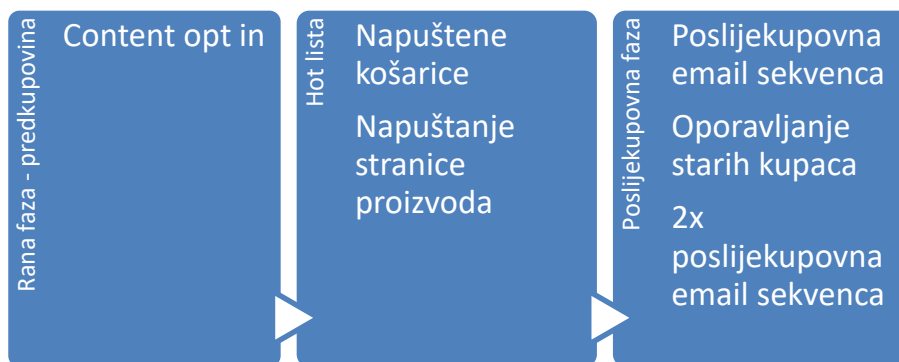 Rana faza - predkupovina
Content opt in
Hot lista
Napuštene
košarice
Napuštanje
stranice
proizvoda
Poslijekupovna faza
Poslijekupovna
email sekvenca
Oporavljanje
starih kupaca
2x
poslijekupovna
email sekvenca